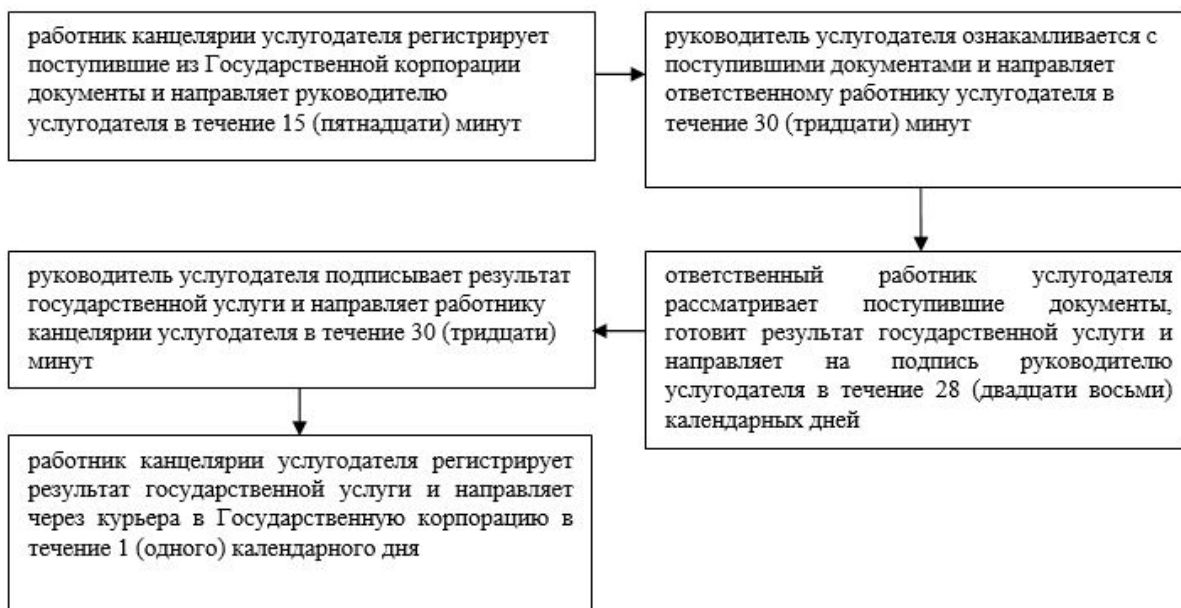 работник канцелярии услугодателя регистрирует
поступившие из Государственной корпорации
документы и направляет руководителю
услугодателя в течение 15 (пятнадцати) минут
руководитель услугодателя ознакамливается с
поступившими документами и направляет
ответственному работнику услугодателя в
течение 30 (тридцати) минут
ответственный работник услугодателя
рассматривает поступившие документы,
готовит результат государственной услуги и
направляет на подпись руководителю
услугодателя в течение 28 (двадцати восьми)
календарных дней
руководитель услугодателя подписывает результат
государственной услуги и направляет работнику
канцелярии услугодателя в течение 30 (тридцати)
минут
работник канцелярии услугодателя регистрирует
результат государственной услуги и направляет
через курьера в Государственную корпорацию в
течение 1 (одного) календарного дня